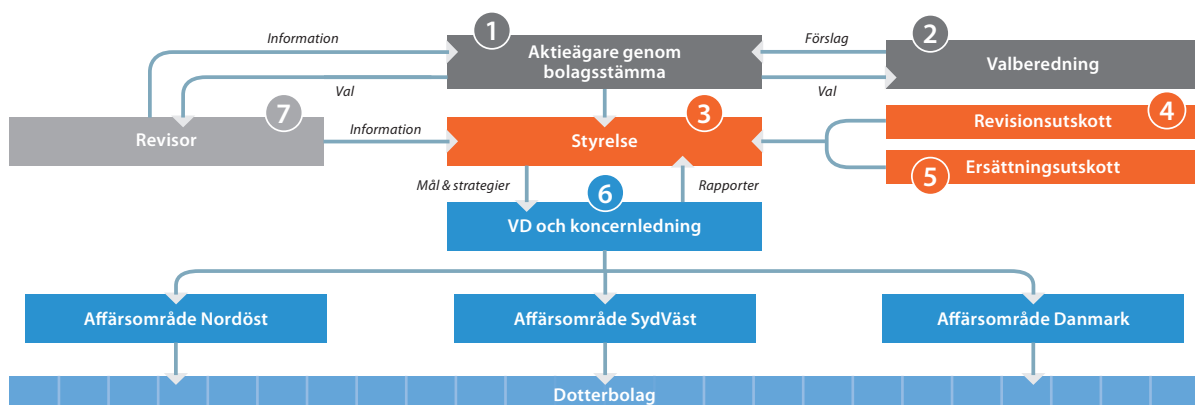 Information
1
Aktieägare genom
bolagsstämma
Förslag
2
Valberedning
Val
Val
7
Revisor
Information
3
Styrelse
4
Revisionsutskott
5
Ersättningsutskott
Mål & strategier
6
Rapporter
VD och koncernledning
Affärsområde Nordöst
Affärsområde SydVäst
Affärsområde Danmark
Dotterbolag